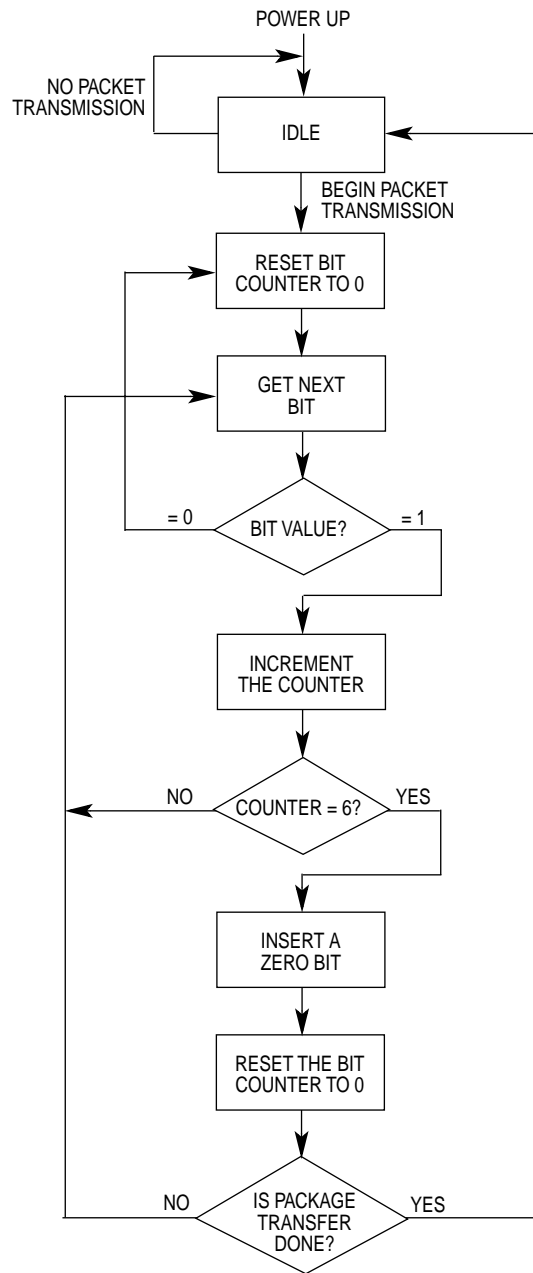 POWER UP
NO PACKET
TRANSMISSION
IDLE
BEGIN PACKET
TRANSMISSION
RESET BIT
COUNTER TO 0
GET NEXT
BIT
= 0
BIT VALUE?
= 1
INCREMENT
THE COUNTER
NO
COUNTER = 6?
YES
INSERT A
ZERO BIT
RESET THE BIT
COUNTER TO 0
NO
IS PACKAGE
TRANSFER
DONE?
YES